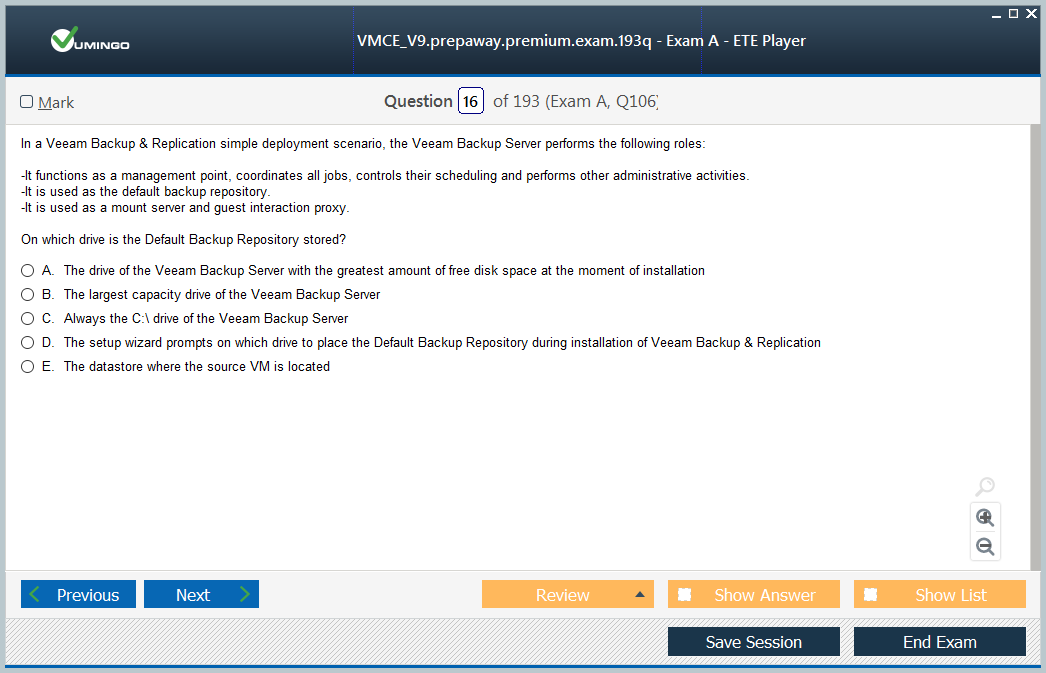 VUMINGO
VMCE_V9.prepaway.premium.exam.193q - Exam A - ETE Player
Mark
Question 16 of 193 (Exam A, Q106)
In a Veeam Backup & Replication simple deployment scenario, the Veeam Backup Server performs the following roles:
-It functions as a management point, coordinates all jobs, controls their scheduling and performs other administrative activities.
-It is used as the default backup repository.
-It is used as a mount server and guest interaction proxy.
On which drive is the Default Backup Repository stored?
A. The drive of the Veeam Backup Server with the greatest amount of free disk space at the moment of installation
B. The largest capacity drive of the Veeam Backup Server
C. Always the C:\ drive of the Veeam Backup Server
D. The setup wizard prompts on which drive to place the Default Backup Repository during installation of Veeam Backup & Replication
E. The datastore where the source VM is located
Previous Next Review Show Answer Show List
Save Session End Exam